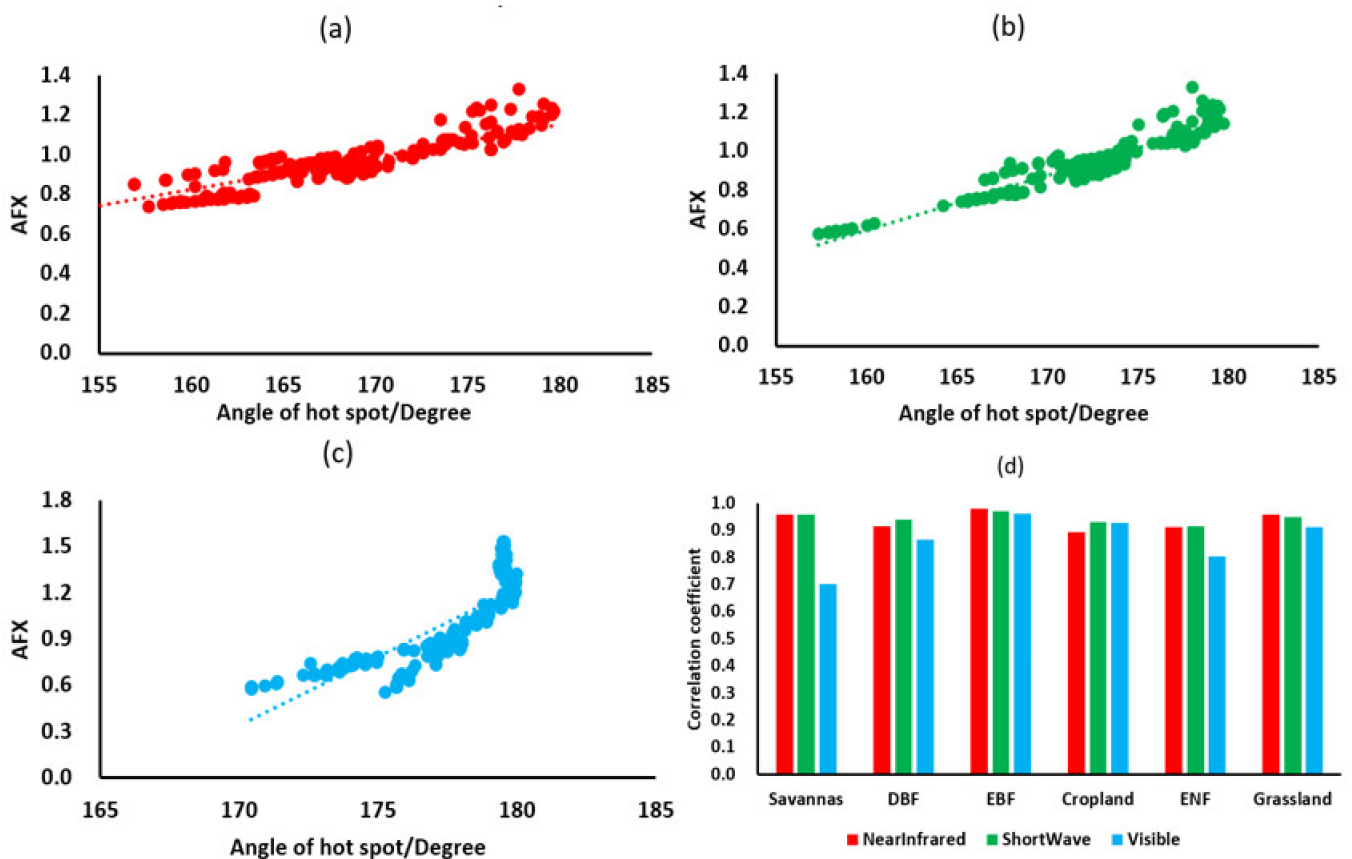 (a)
1.4
1.2
1.0
0.8
0.6
0.4
0.2
0.0
AFX
155 160 165 170 175 180 185
Angle of hot spot/Degree
(b)
1.4
1.2
1.0
0.8
0.6
0.4
0.2
0.0
AFX
155 160 165 170 175 180 185
Angle of hot spot/Degree
(c)
1.8
1.5
1.2
0.9
0.6
0.3
0.0
AFX
165 170 175 180 185
Angle of hot spot/Degree
(d)
1.0
0.9
0.8
0.7
0.6
0.5
0.4
0.3
0.2
0.1
0.0
Correlation coefficient
Savannas DBF EBF Cropland ENF Grassland
NearInfrared ShortWave Visible